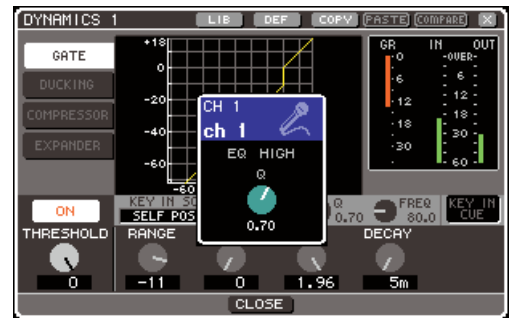 DYNAMICS 1 LIB DEF COPY PASTE COMPARE X
GATE
DUCKING
COMPRESSOR
EXPANDER
+18
0
-20
-40
-60
-60
GR IN OUT
0 -OVER-
6 6
12 12
18 18
30 30
60
CH 1
ch 1
EQ HIGH
Q
0.70
ON
KEY IN SO
SELF POS
Q
0.70
FREQ
80.0
KEY IN
CUE
THRESHOLD RANGE DECAY
0 -11 0 1.96 5m
CLOSE